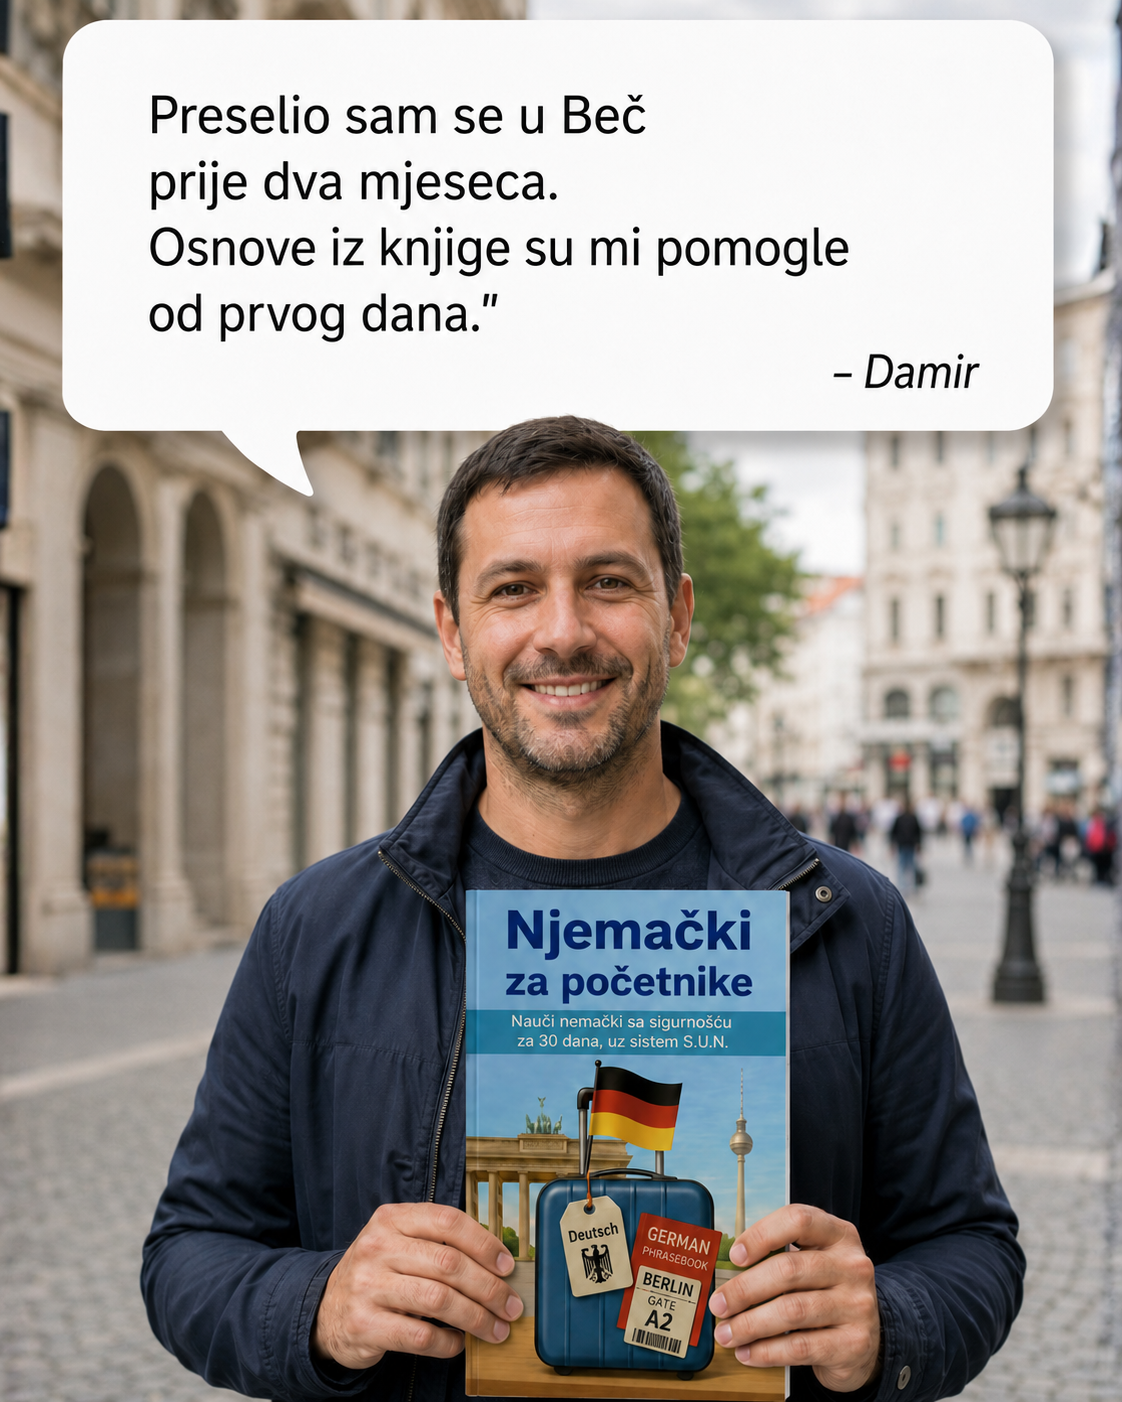 Preselio sam se u Beč
prije dva mjeseca.
Osnove iz knjige su mi pomogle
od prvog dana."
– Damir
Njemački
za početnike
Nauči nemački sa sigurnošću
za 30 dana, uz sistem S.U.N.
Deutsch
GERMAN
PHRASEBOOK
BERLIN
GATE
A2